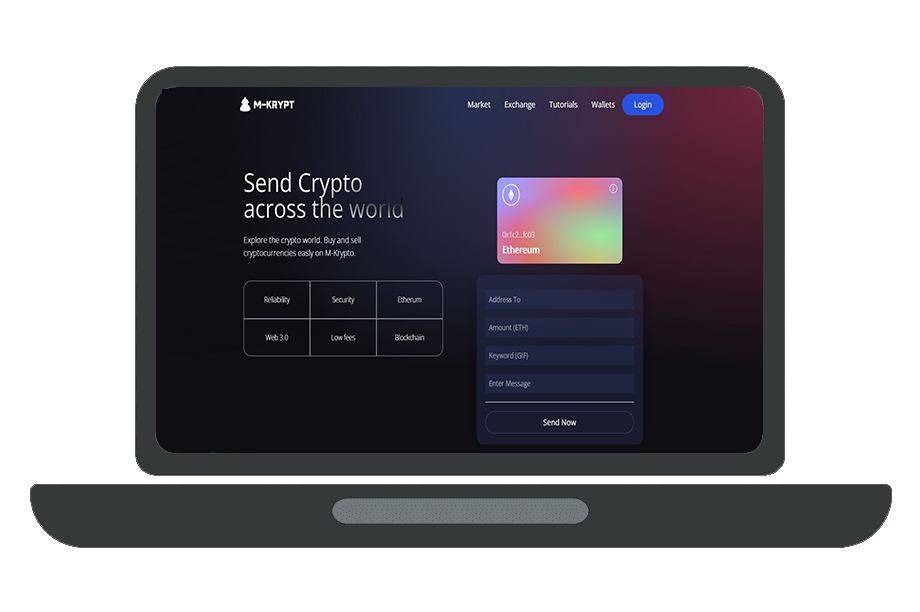 M-KRYPT
Market Exchange Tutorials Wallets Login
Send Crypto
across the world
Explore the crypto world. Buy and sell
cryptocurrencies easly on M-Krypto.
Reliability Security Etherum
Web 3.0 Low fees Blockchain
0x1c2...fc03
Ethereum
Address To
Amount (ETH)
Keyword (GIF)
Enter Message
Send Now